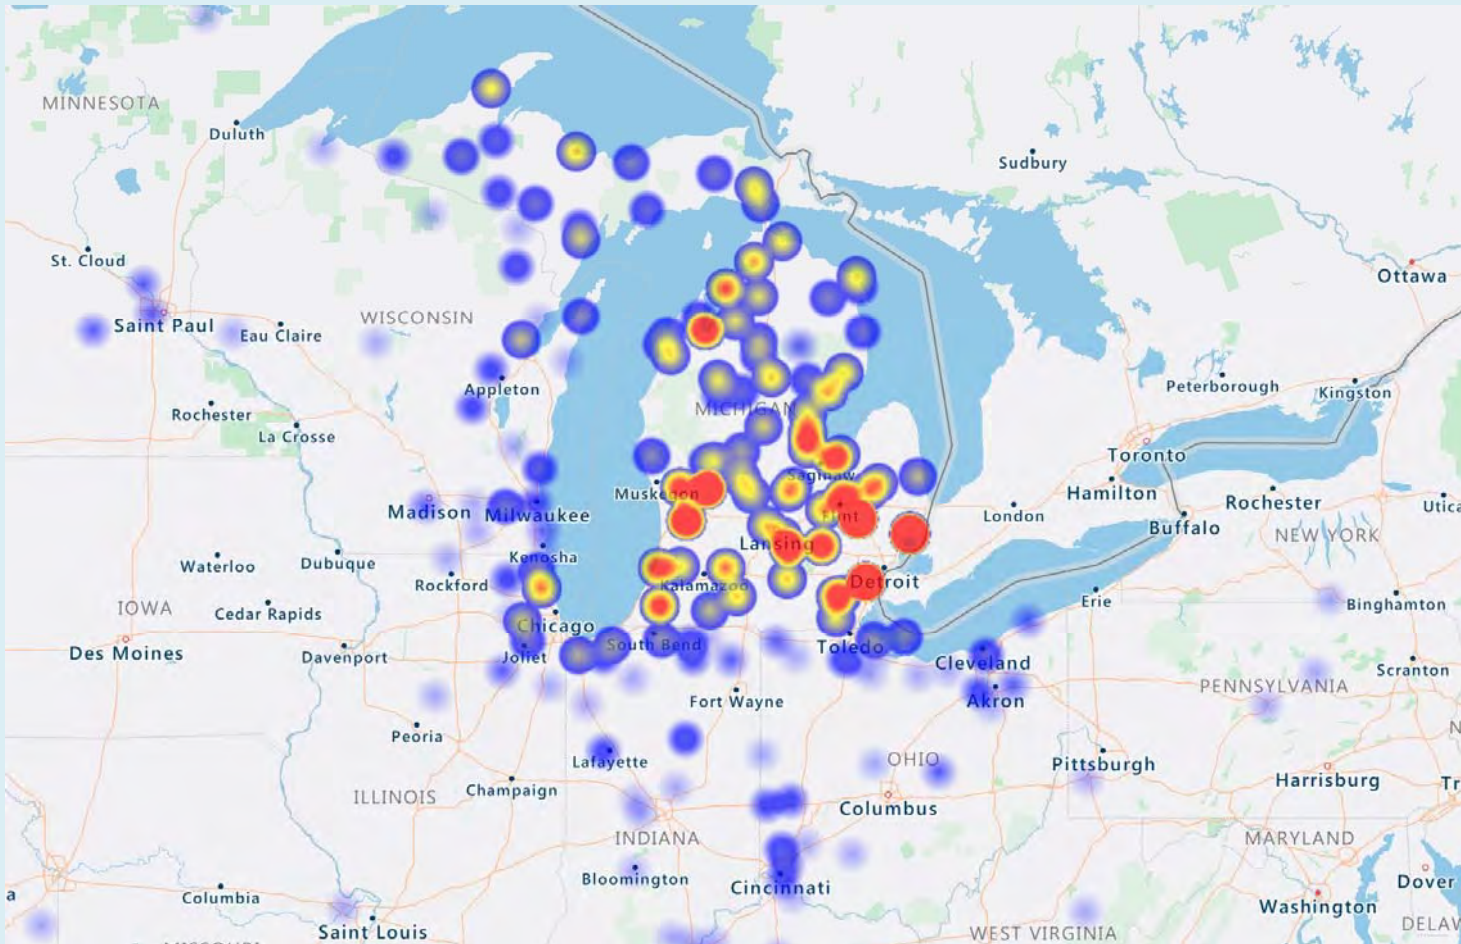 MINNESOTA
Duluth
Sudbury
St. Cloud
Ottawa
Saint Paul
Eau Claire
WISCONSIN
Appleton
Peterborough
Kingston
Rochester
La Crosse
MICHIGAN
Toronto
Saginaw
Muskegon
Hamilton
Rochester
Madison
Milwaukee
Flint
London
Buffalo
Utica
NEW YORK
Lansing
Kenosha
Waterloo
Dubuque
Rockford
Kalamazoo
Detroit
Erie
Binghamton
IOWA
Cedar Rapids
Chicago
South Bend
Toledo
Des Moines
Davenport
Joliet
Cleveland
Scranton
PENNSYLVANIA
Fort Wayne
Akron
Peoria
N
Lafayette
OHIO
Pittsburgh
Harrisburg
Tr
Champaign
ILLINOIS
Columbus
INDIANA
MARYLAND
Bloomington
Cincinnati
Dover
a
Columbia
Washington
Saint Louis
WEST VIRGINIA
DELAW